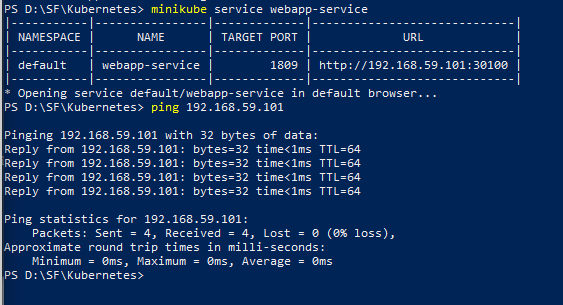 PS D:\SF\Kubernetes> minikube service webapp-service
|-----------|----------------|-------------|-----------------------------|
| NAMESPACE | NAME | TARGET PORT | URL |
|-----------|----------------|-------------|-----------------------------|
| default | webapp-service | 1809 | http://192.168.59.101:30100 |
|-----------|----------------|-------------|-----------------------------|
* Opening service default/webapp-service in default browser...
PS D:\SF\Kubernetes> ping 192.168.59.101
Pinging 192.168.59.101 with 32 bytes of data:
Reply from 192.168.59.101: bytes=32 time<1ms TTL=64
Reply from 192.168.59.101: bytes=32 time<1ms TTL=64
Reply from 192.168.59.101: bytes=32 time<1ms TTL=64
Reply from 192.168.59.101: bytes=32 time<1ms TTL=64
Ping statistics for 192.168.59.101:
Packets: Sent = 4, Received = 4, Lost = 0 (0% loss),
Approximate round trip times in milli-seconds:
Minimum = 0ms, Maximum = 0ms, Average = 0ms
PS D:\SF\Kubernetes>